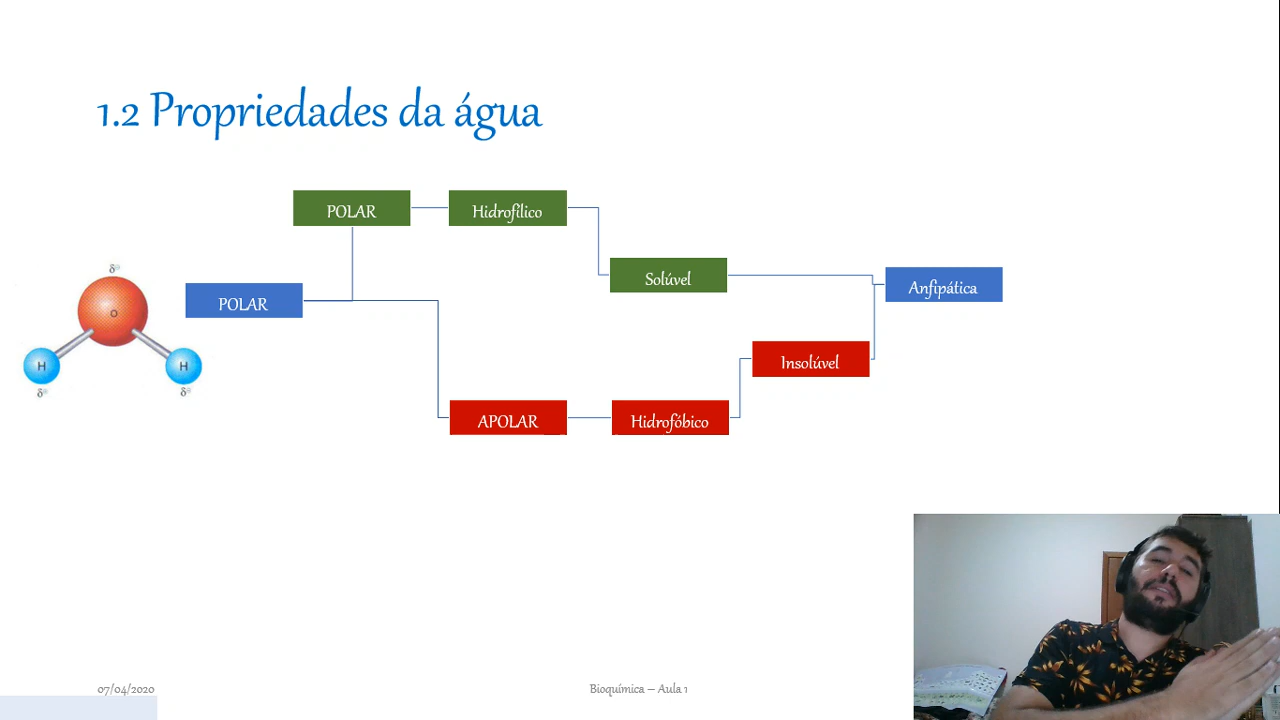 1.2 Propriedades da água
POLAR
Hidrofílico
δ⊖
Solúvel
Anfipática
POLAR
O
Insolúvel
H
H
δ⊕
δ⊕
APOLAR
Hidrofóbico
07/04/2020
Bioquímica – Aula 1